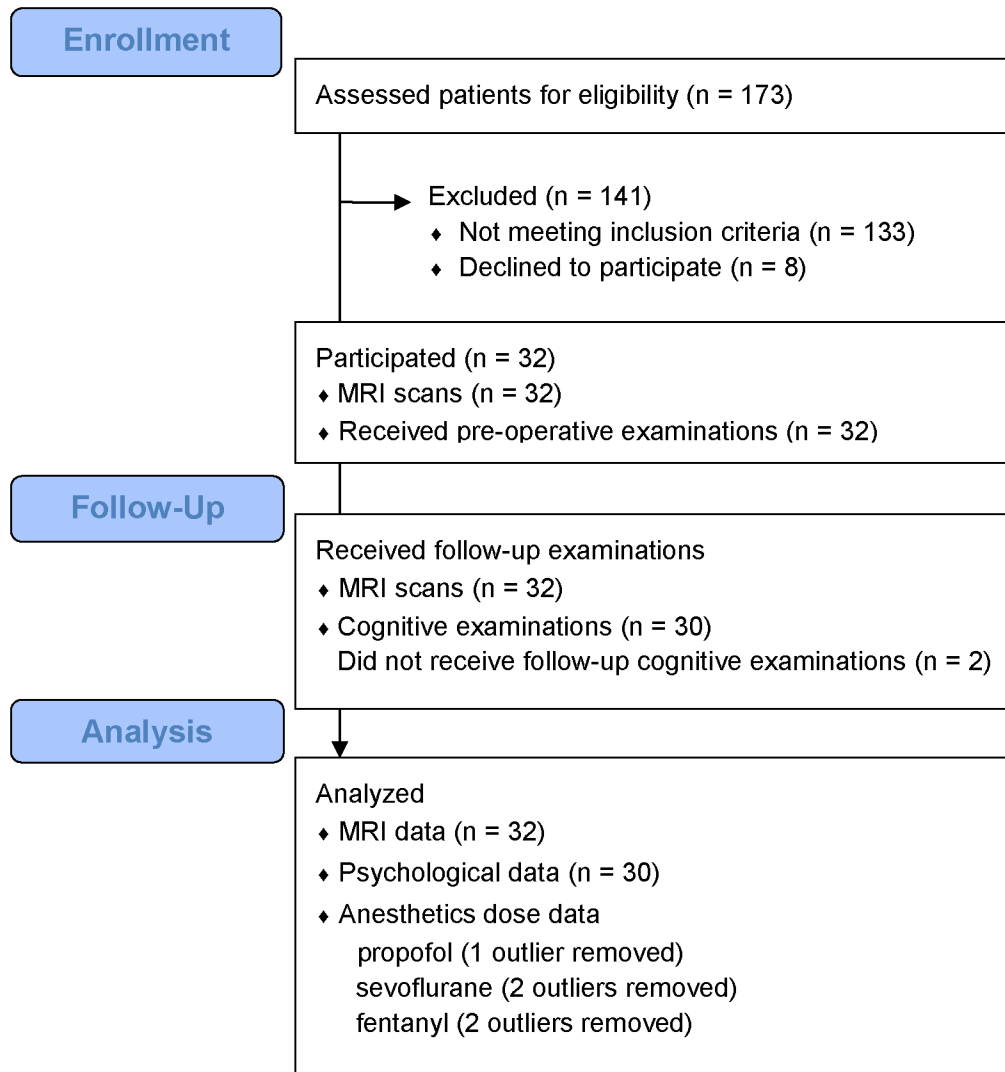 Enrollment
Assessed patients for eligibility (n = 173)
Excluded (n = 141)
♦ Not meeting inclusion criteria (n = 133)
♦ Declined to participate (n = 8)
Participated (n = 32)
♦ MRI scans (n = 32)
♦ Received pre-operative examinations (n = 32)
Follow-Up
Received follow-up examinations
♦ MRI scans (n = 32)
♦ Cognitive examinations (n = 30)
Did not receive follow-up cognitive examinations (n = 2)
Analysis
Analyzed
♦ MRI data (n = 32)
♦ Psychological data (n = 30)
♦ Anesthetics dose data
propofol (1 outlier removed)
sevoflurane (2 outliers removed)
fentanyl (2 outliers removed)